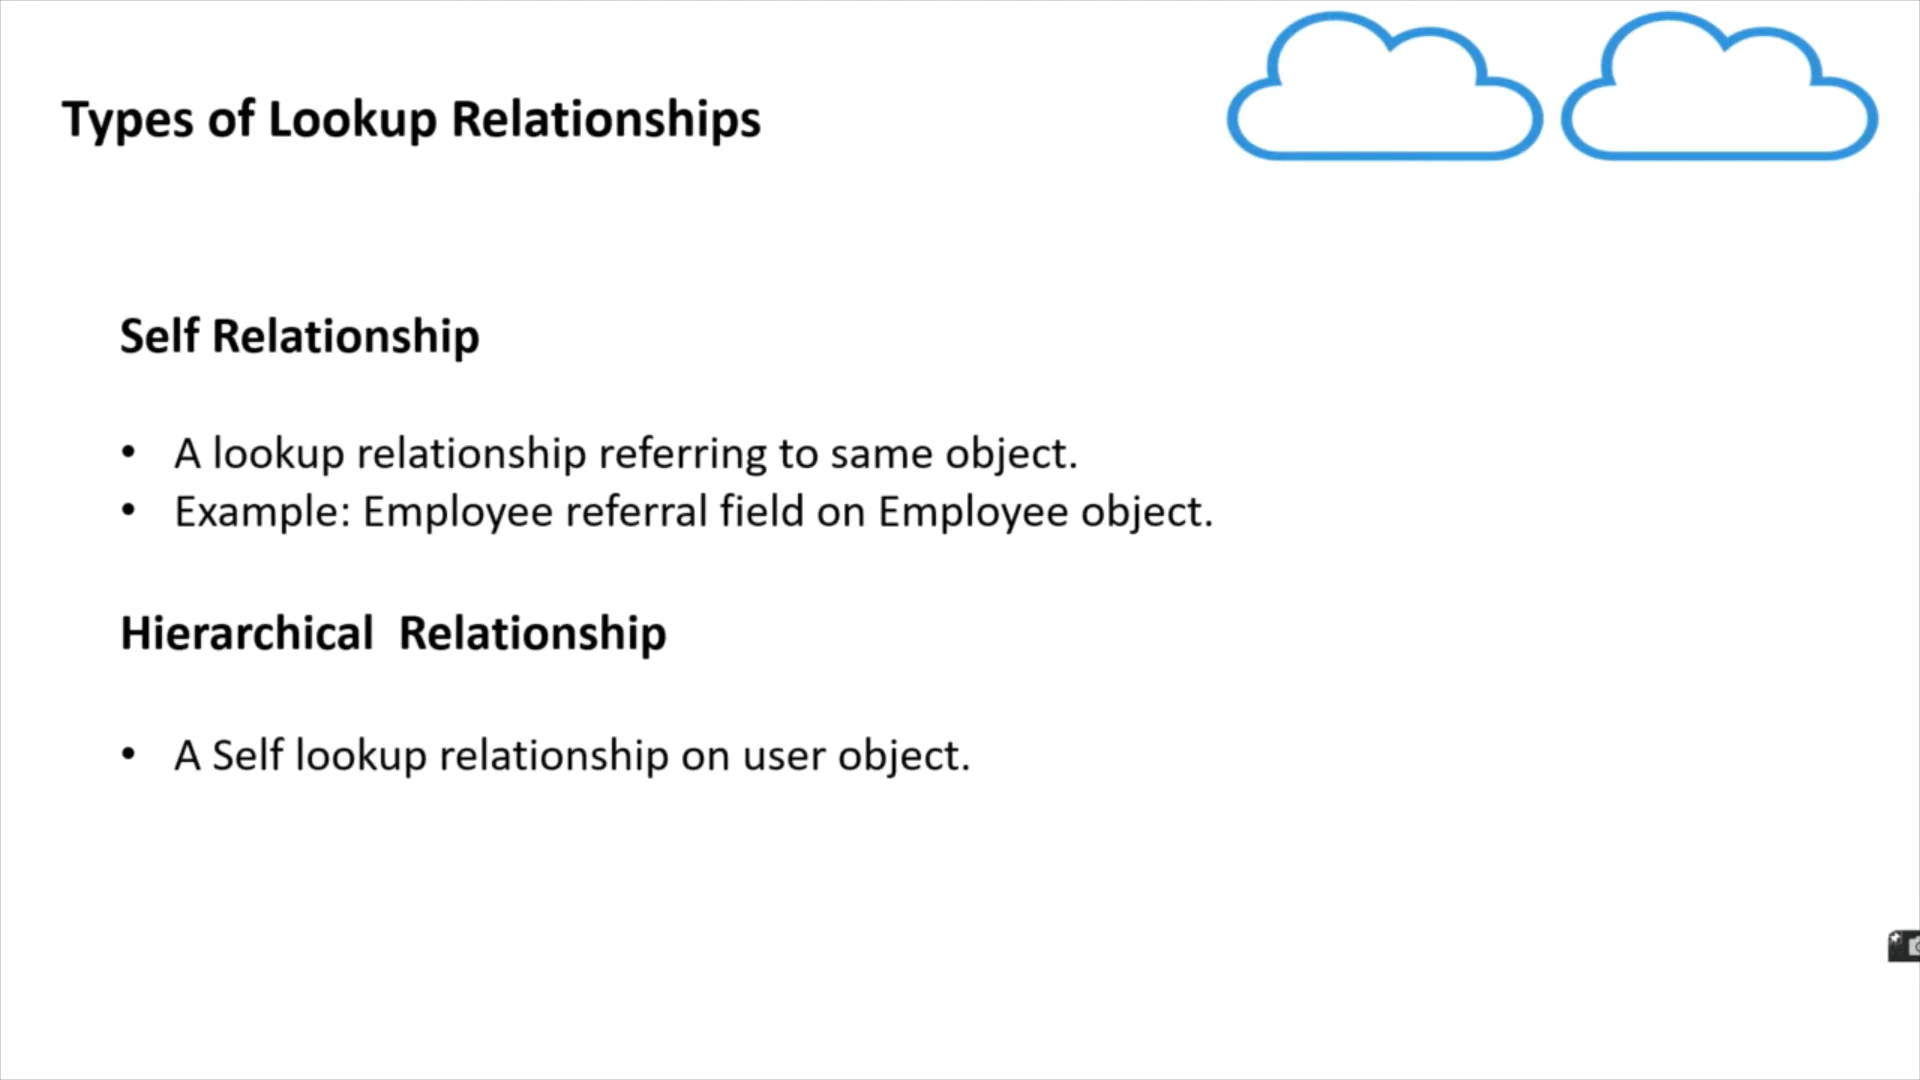 Types of Lookup Relationships
Self Relationship
• A lookup relationship referring to same object.
• Example: Employee referral field on Employee object.
Hierarchical  Relationship
• A Self lookup relationship on user object.